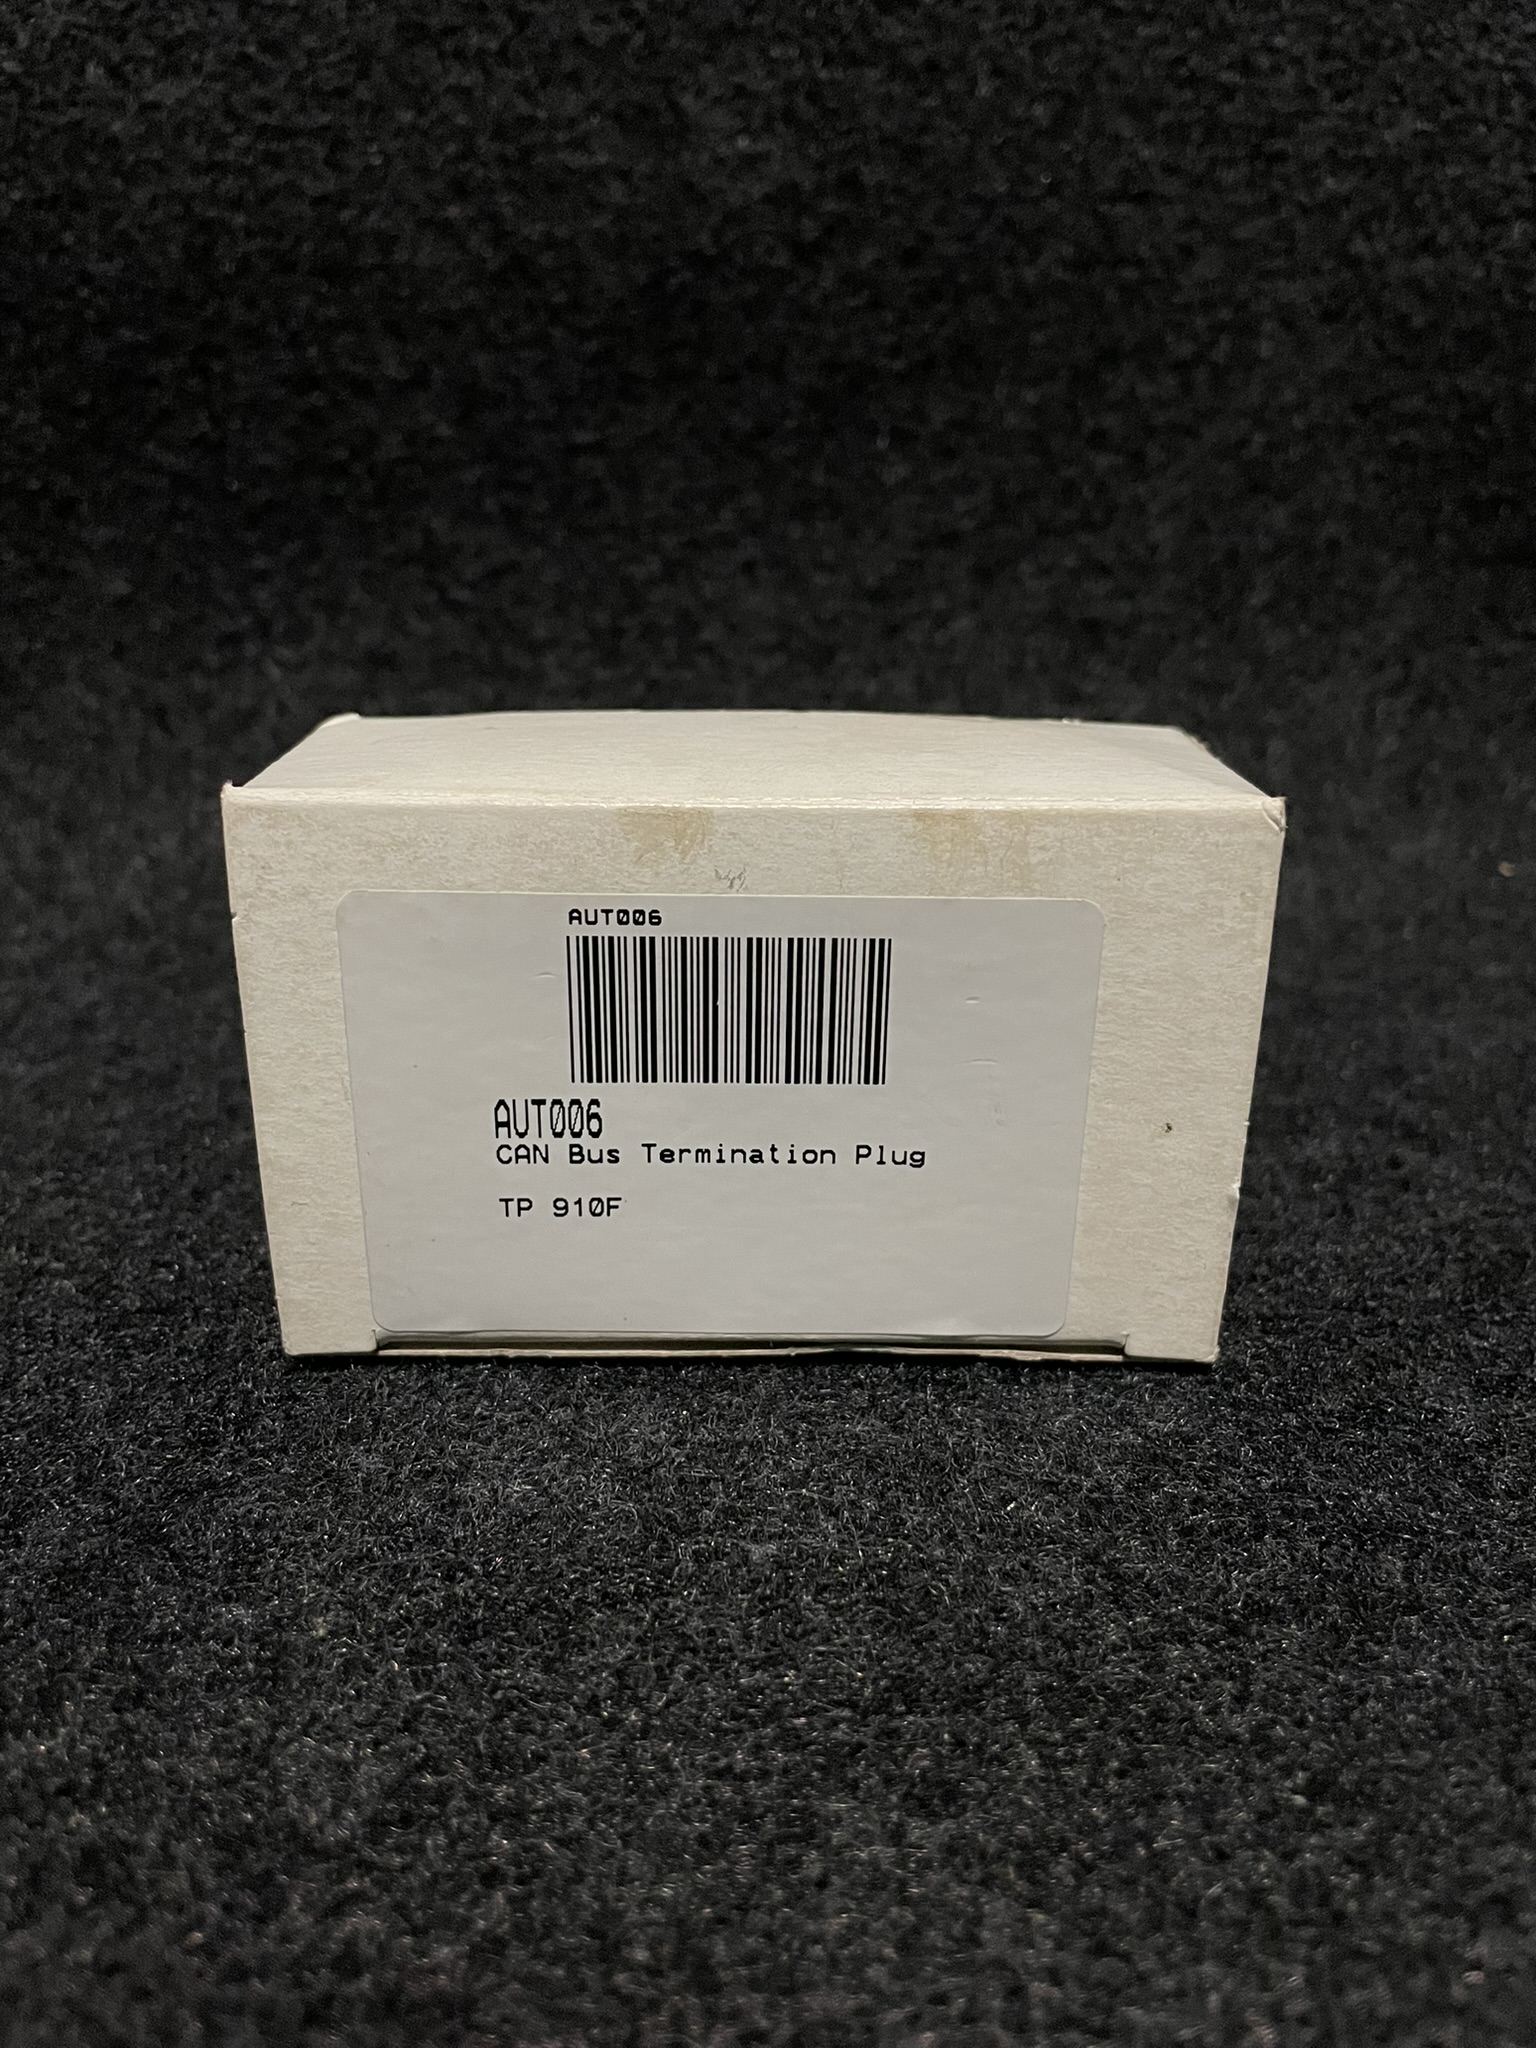 AUT006
AUT006
CAN Bus Termination Plug
TP 910F